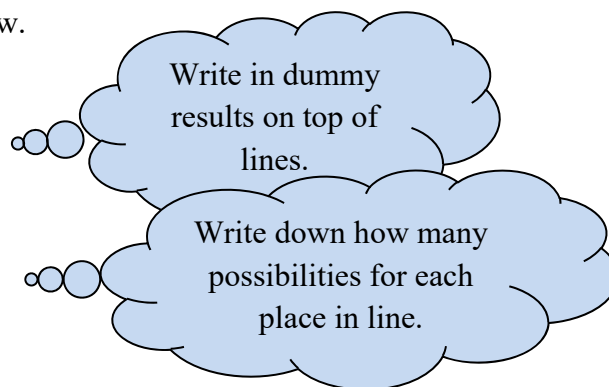 w.
Write in dummy
results on top of
lines.
Write down how many
possibilities for each
place in line.